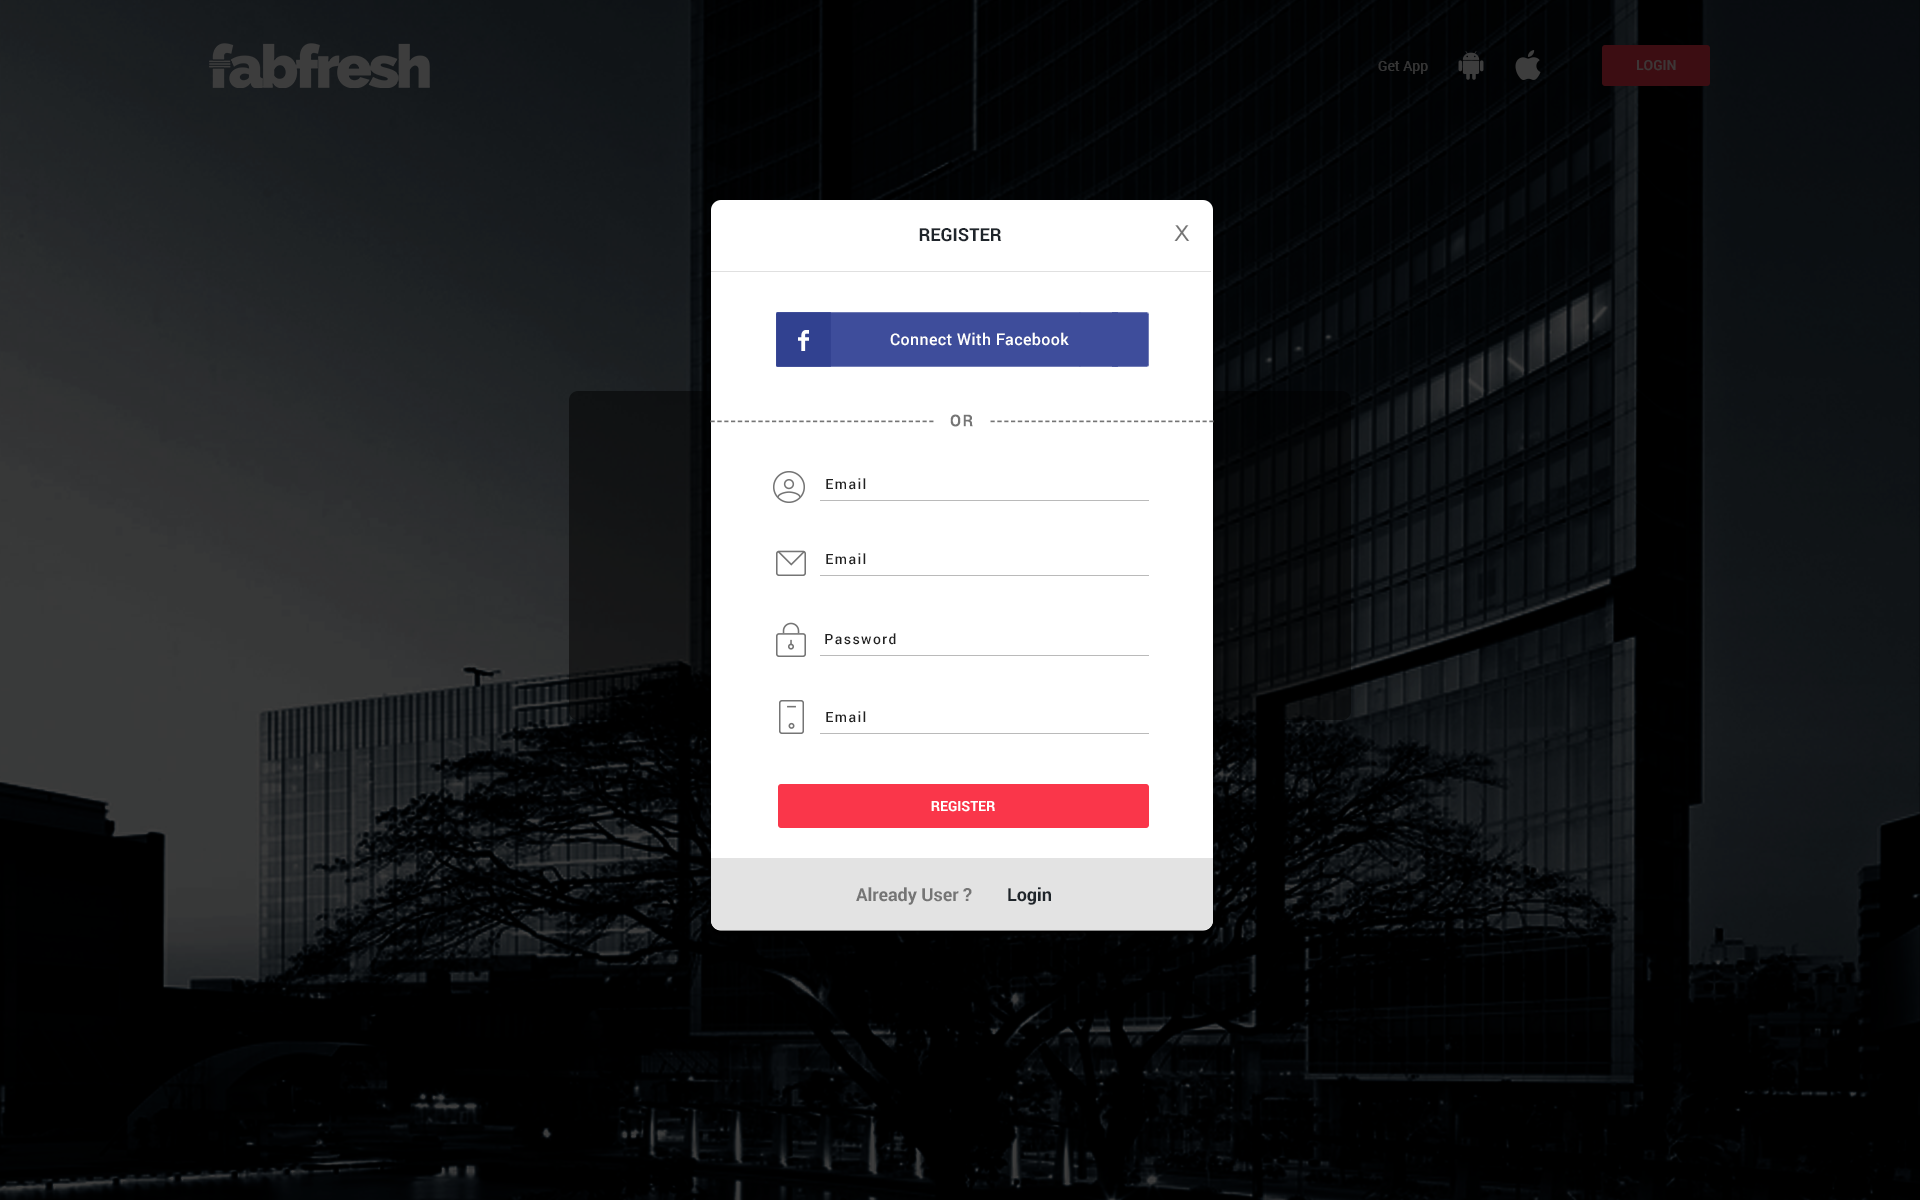 fabfresh
Get App
LOGIN
REGISTER
X
f
Connect With Facebook
OR
Email
Email
Password
Email
REGISTER
Already User ? Login